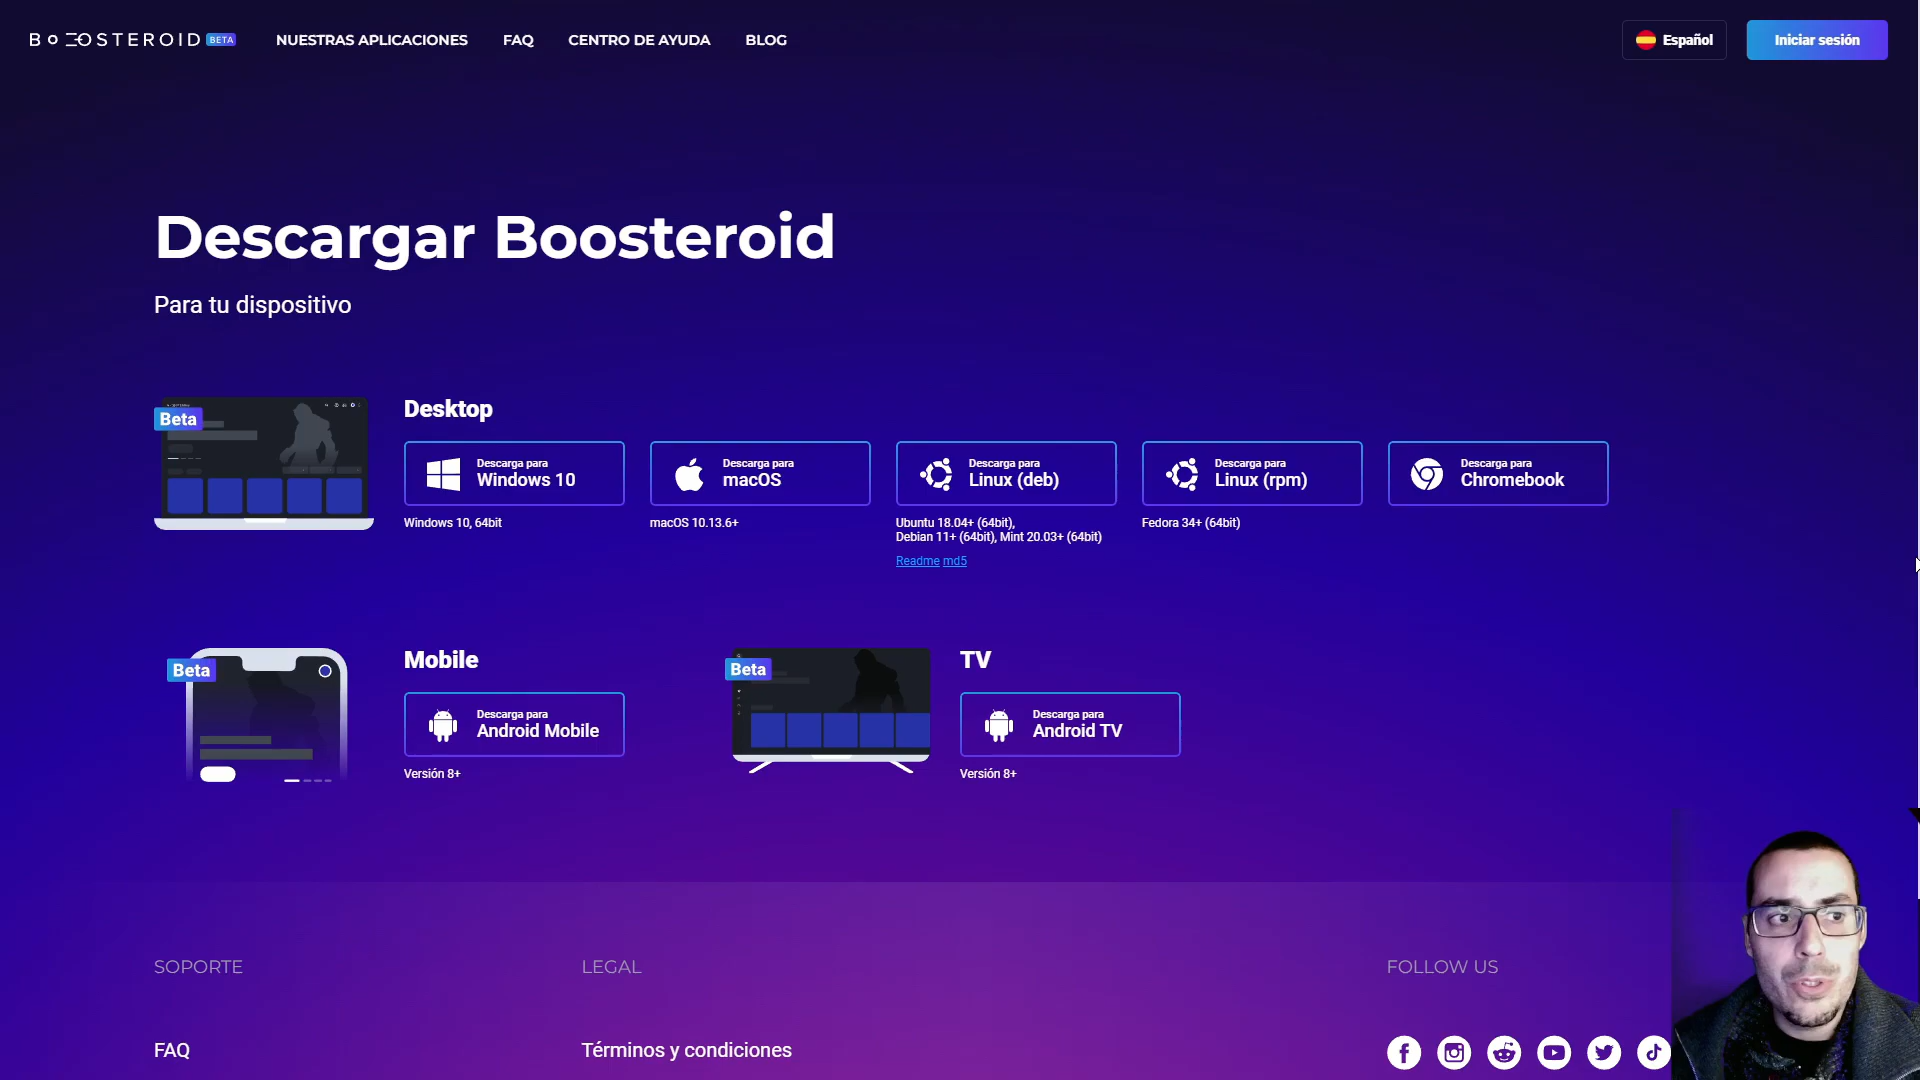 BOOSTEROID BETA
NUESTRAS APLICACIONES
FAQ
CENTRO DE AYUDA
BLOG
Español
Iniciar sesión
Descargar Boosteroid
Para tu dispositivo
Beta
Desktop
Descarga para
Windows 10
Windows 10, 64bit
Descarga para
macOS
macOS 10.13.6+
Descarga para
Linux (deb)
Ubuntu 18.04+ (64bit),
Debian 11+ (64bit), Mint 20.03+ (64bit)
Readme md5
Descarga para
Linux (rpm)
Fedora 34+ (64bit)
Descarga para
Chromebook
Beta
Mobile
Descarga para
Android Mobile
Versión 8+
Beta
TV
Descarga para
Android TV
Versión 8+
SOPORTE
LEGAL
FOLLOW US
FAQ
Términos y condiciones